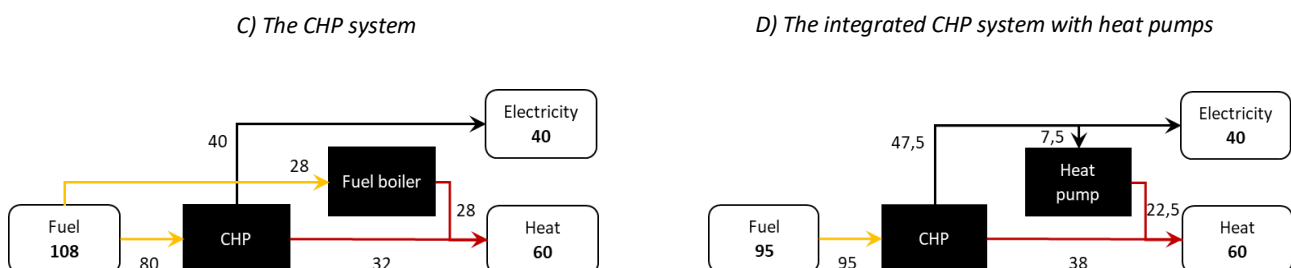 C) The CHP system
Electricity
40
40
28
Fuel boiler
28
Fuel
108
80
CHP
32
Heat
60
D) The integrated CHP system with heat pumps
Electricity
40
47,5
7,5
Heat
pump
22,5
Fuel
95
95
CHP
38
Heat
60